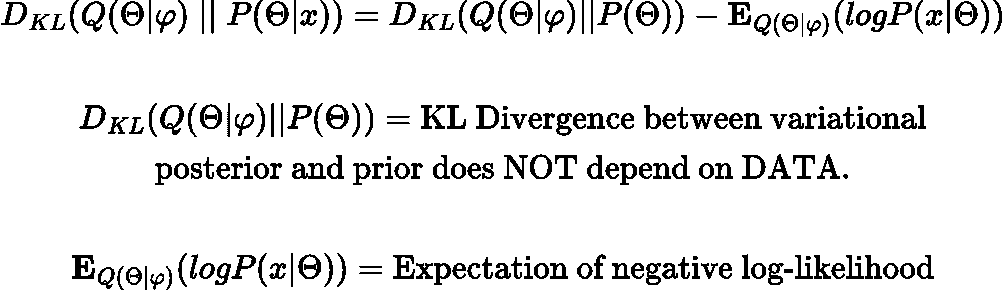 D_{KL}(Q(Θ|φ) || P(Θ|x)) = D_{KL}(Q(Θ|φ)||P(Θ)) − E_{Q(Θ|φ)}(logP(x|Θ))
D_{KL}(Q(Θ|φ)||P(Θ)) = KL Divergence between variational
posterior and prior does NOT depend on DATA.
E_{Q(Θ|φ)}(logP(x|Θ)) = Expectation of negative log-likelihood